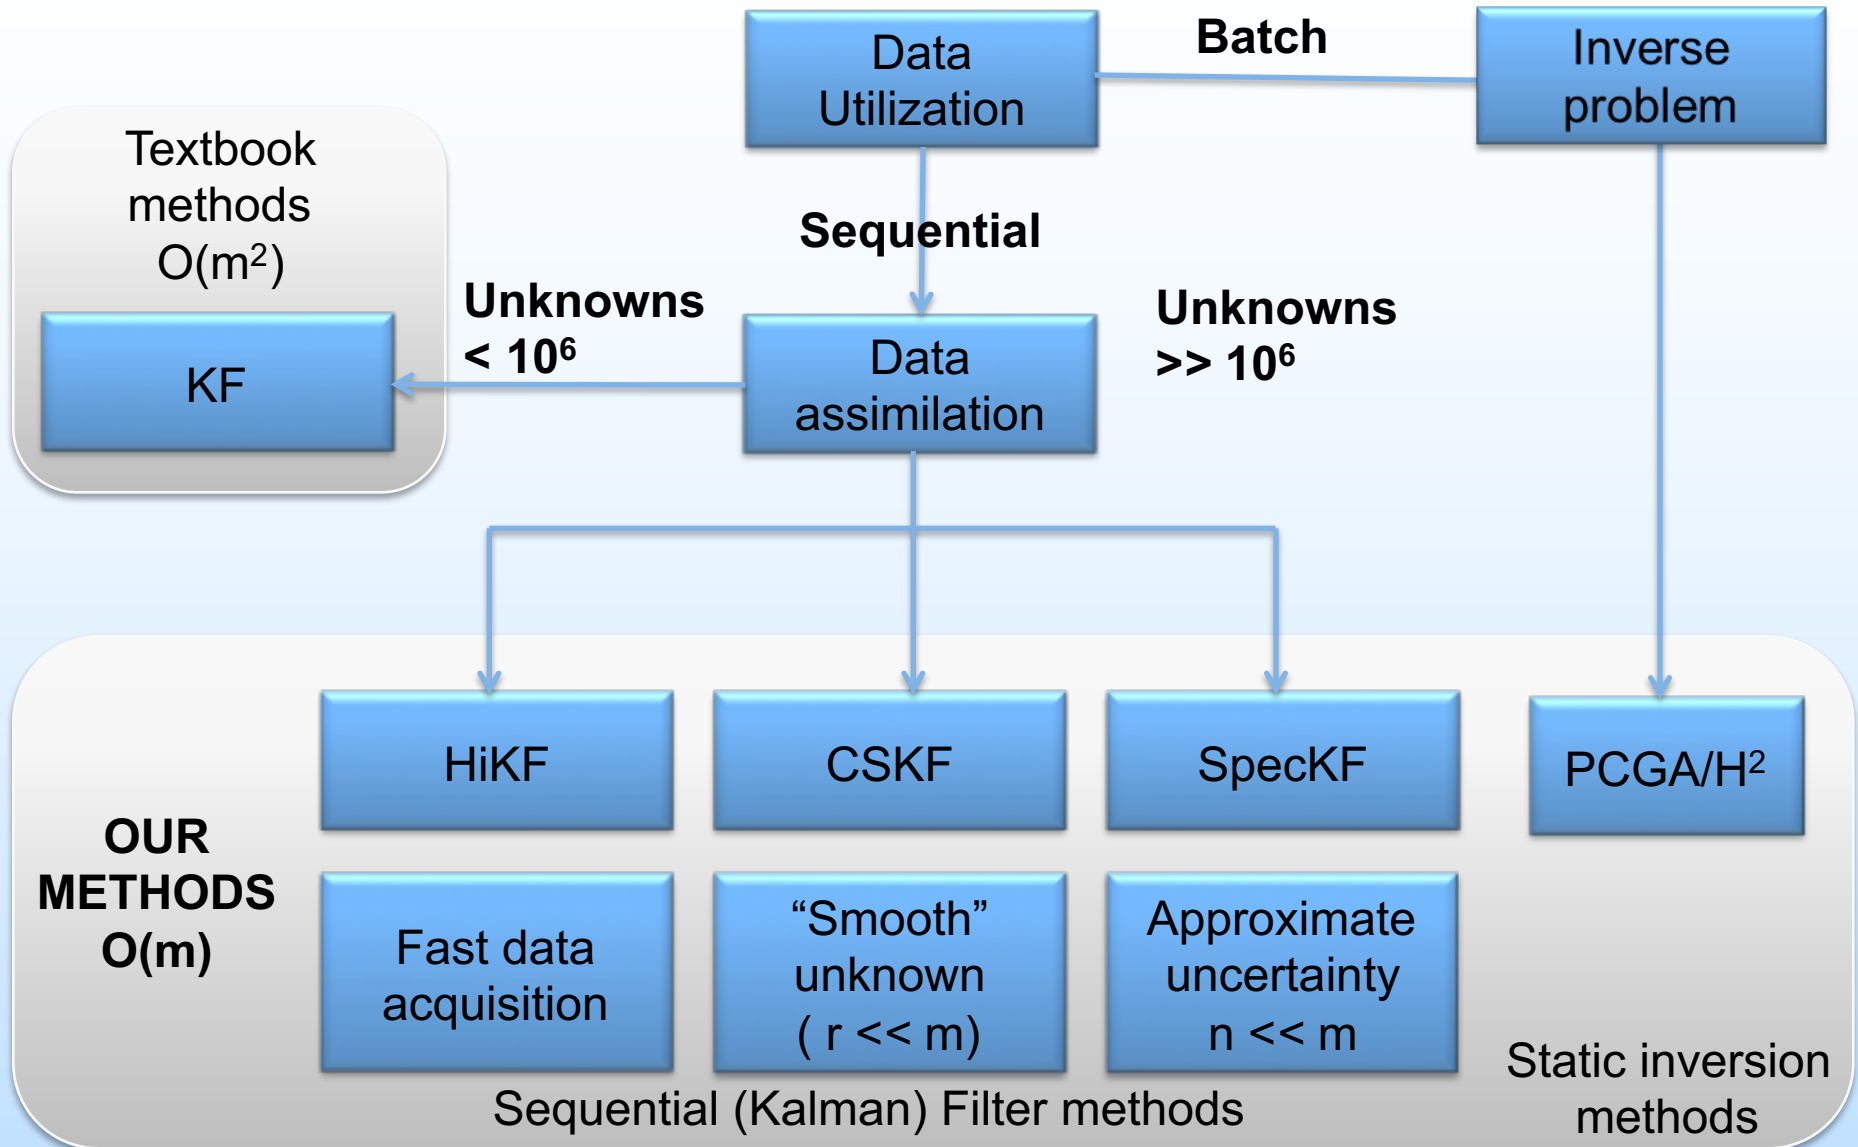 Data
Utilization
Batch
Inverse
problem
Textbook
methods
O(m²)
Sequential
Unknowns
< 10⁶
Unknowns
>> 10⁶
KF
Data
assimilation
HiKF
CSKF
SpecKF
PCGA/H²
OUR
METHODS
O(m)
Fast data
acquisition
“Smooth”
unknown
( r << m)
Approximate
uncertainty
n << m
Sequential (Kalman) Filter methods
Static inversion
methods